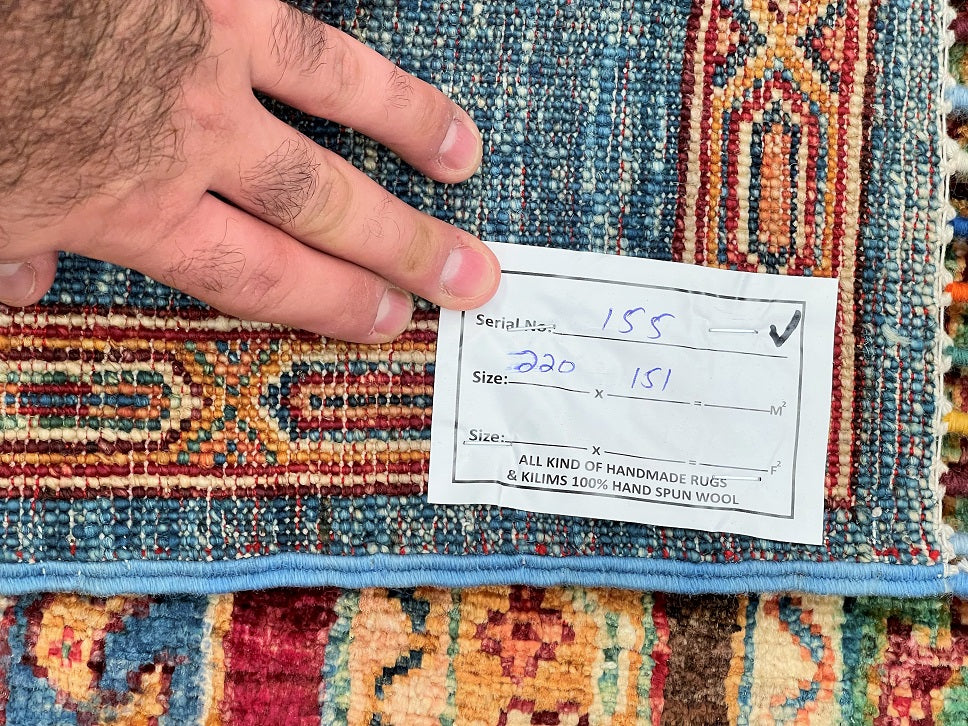 Serial No.: 155 ✓
Size: 220 x 151 = M²
Size: x = F²
ALL KIND OF HANDMADE RUGS
& KILIMS 100% HAND SPUN WOOL